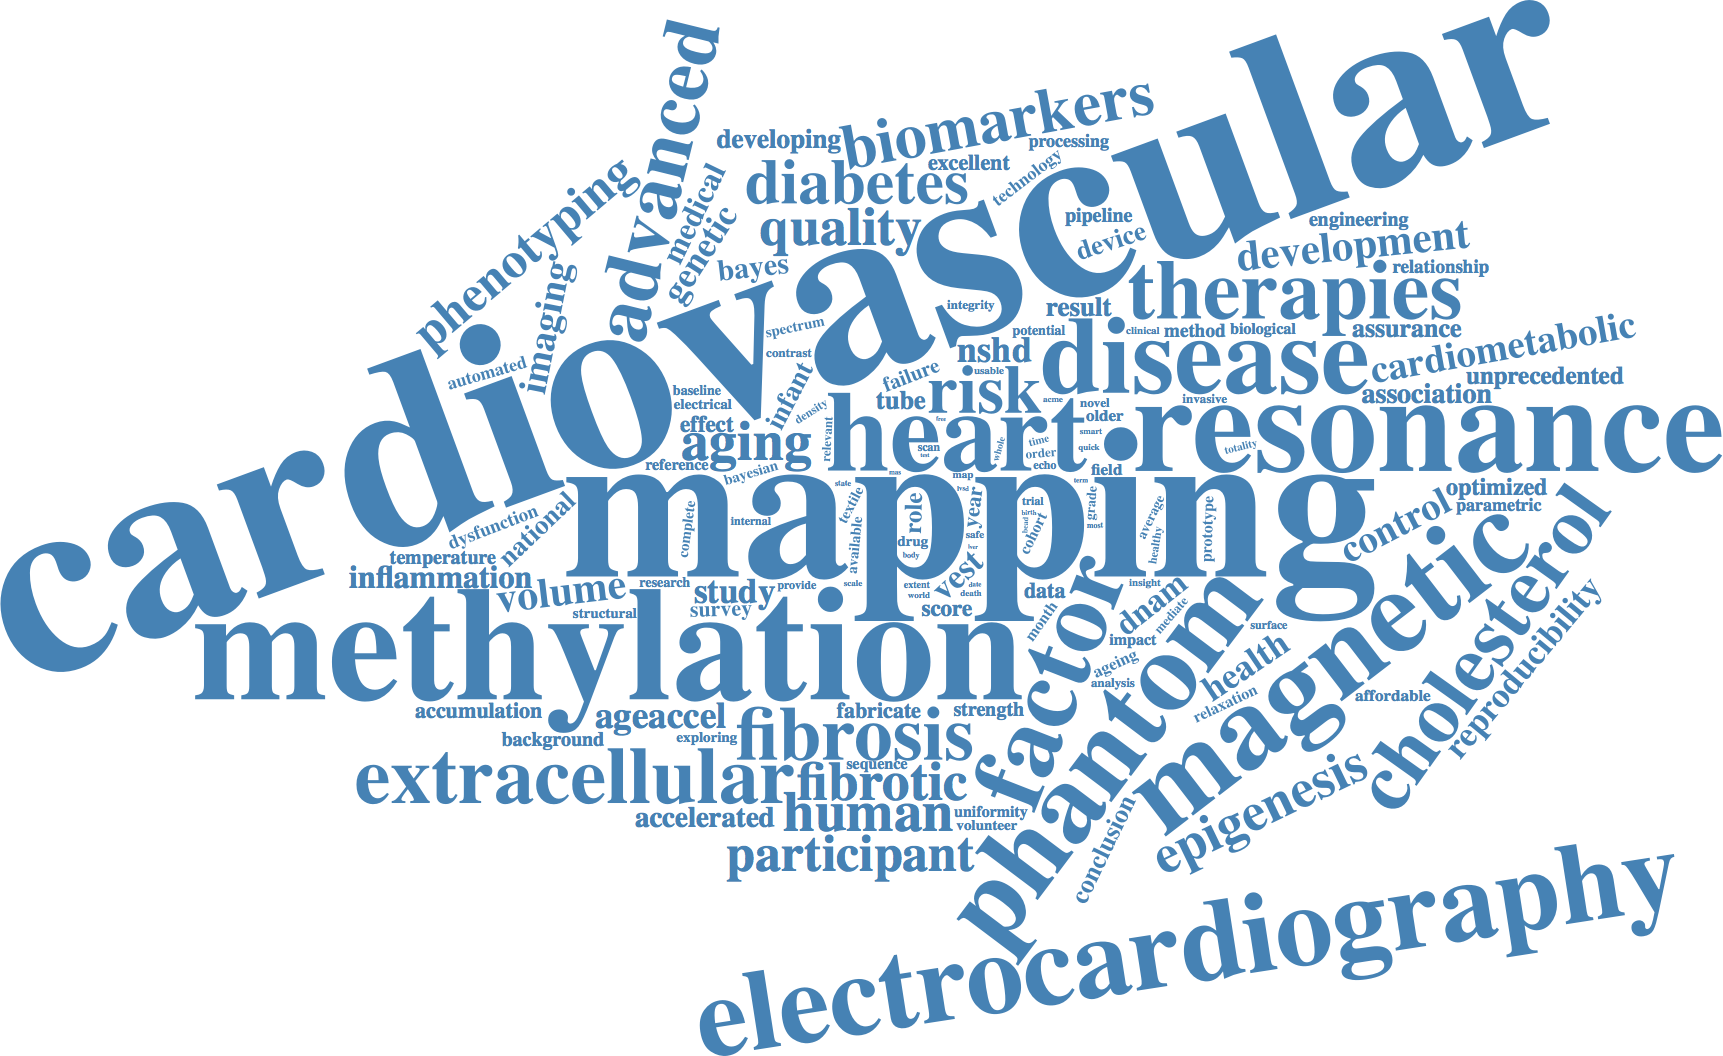 cardiovascular
advanced
biomarkers
developing
processing
excellent
technology
diabetes
medical
phenotyping
genetic
quality
pipeline
device
engineering
development
relationship
bayes
imaging
therapies
integrity
result
spectrum
potential
clinical
method
biological
assurance
cardiometabolic
contrast
nshd
disease
automated
failure
usable
unprecedented
infant
baseline
risk
association
electrical
density
tube
acme
novel
invasive
older
effect
free
aging
relevant
heart
resonance
smart
time
whole
quick
totality
scan
test
order
echo
reference
bayesian
mas
map
field
term
mapping
state
lvsd
optimized
parametric
control
dysfunction
national
complete
internal
textile
available
role
year
trial
birth
head
cohort
grade
most
average
healthy
prototype
drug
safe
body
liver
temperature
inflammation
volume
research
study
provide
scale
extent
world
vest
date
death
data
insight
structural
survey
score
month
factor
dnam
mediate
impact
surface
magnetic
cholesterol
reproducibility
methylation
ageing
analysis
health
relaxation
affordable
accumulation
ageaccel
fabricate
strength
background
exploring
fibrosis
sequence
extracellular
fibrotic
phantom
accelerated
human
uniformity
volunteer
conclusion
epigenesis
participant
electrocardiography